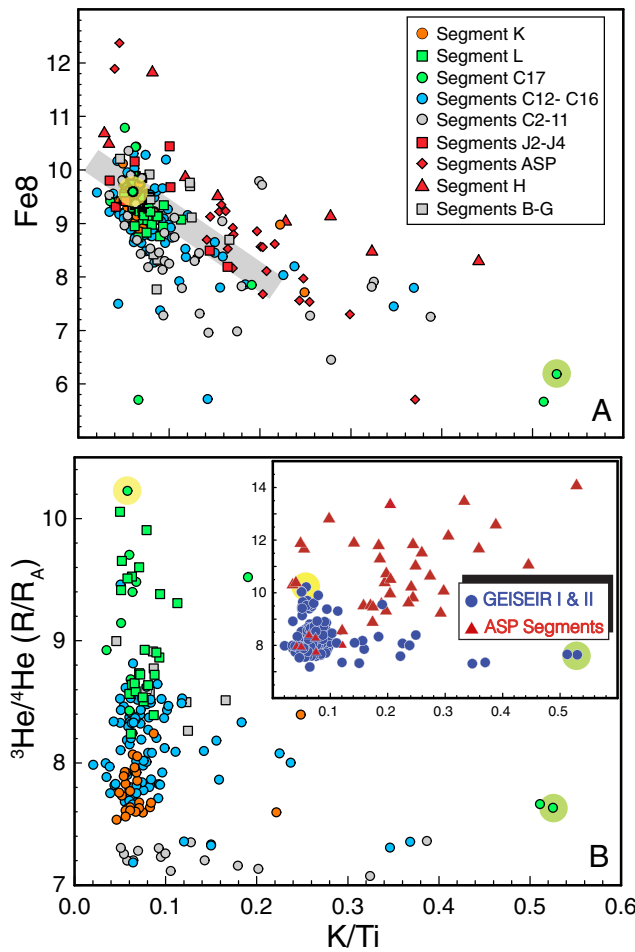 Fe8
12
11
10
9
8
7
6
Segment K
Segment L
Segment C17
Segments C12- C16
Segments C2-11
Segments J2-J4
Segments ASP
Segment H
Segments B-G
A
³He/⁴He (R/R_A)
10
9
8
7
14
12
10
8
GEISEIR I & II
ASP Segments
0.1 0.2 0.3 0.4 0.5
B
0.0 0.1 0.2 0.3 0.4 0.5 0.6
K/Ti